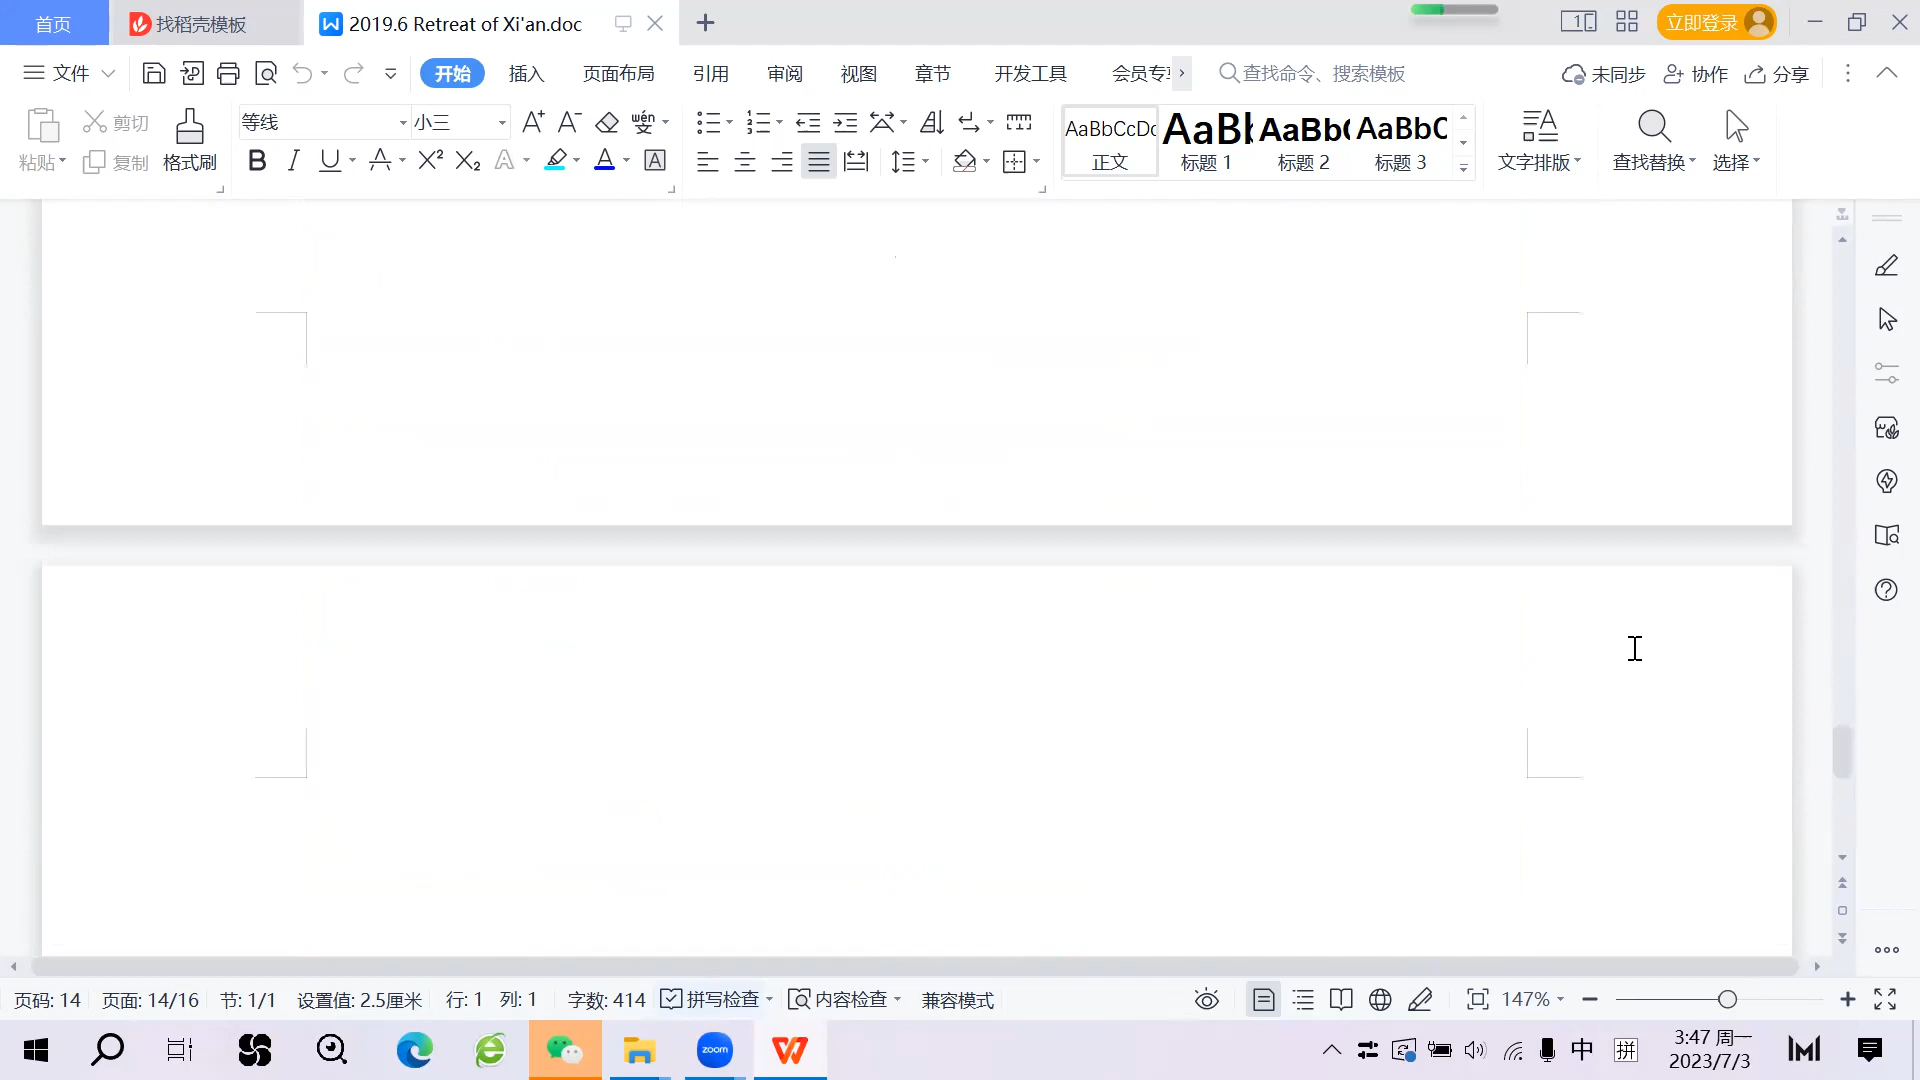 首页
找稻壳模板
2019.6 Retreat of Xi'an.doc
立即登录
文件
开始
插入
页面布局
引用
审阅
视图
章节
开发工具
会员专
查找命令、搜索模板
未同步
协作
分享
粘贴
剪切
复制
格式刷
等线
小三
AaBbCcDc
正文
AaBb
标题 1
AaBbC
标题 2
AaBbC
标题 3
文字排版
查找替换
选择
页码: 14
页面: 14/16
节: 1/1
设置值: 2.5厘米
行: 1
列: 1
字数: 414
拼写检查
内容检查
兼容模式
147%
zoom
中
拼
3:47 周一
2023/7/3